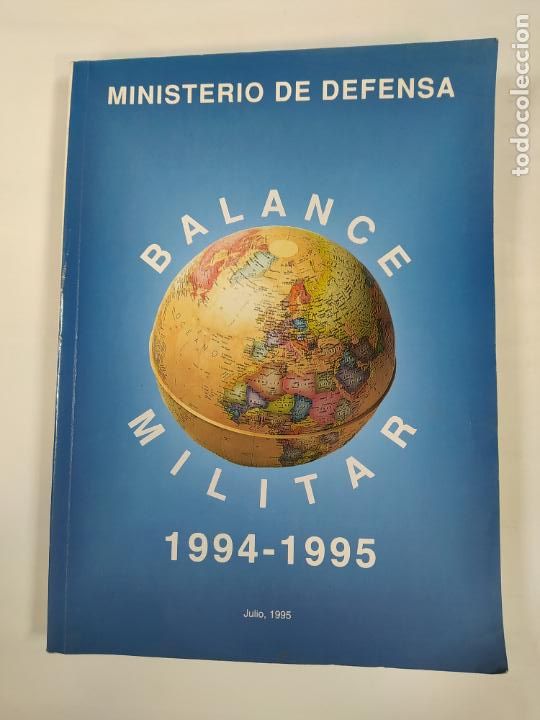 MINISTERIO DE DEFENSA
BALANCE
MILITAR
1994-1995
Julio, 1995
todocoleccion